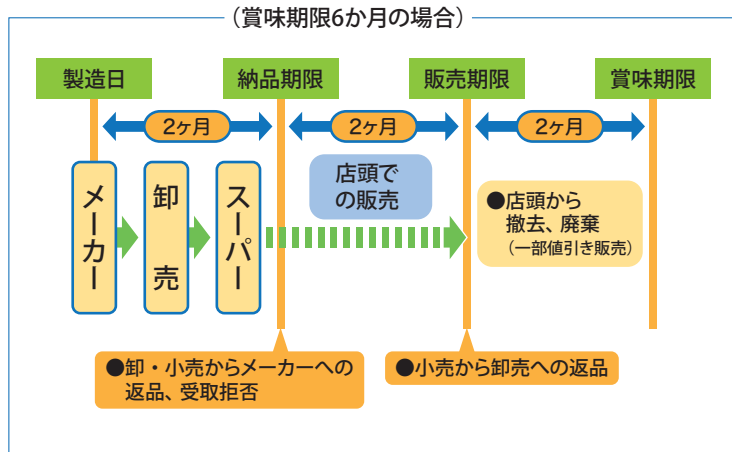 （賞味期限6か月の場合）
製造日
納品期限
販売期限
賞味期限
2ヶ月
2ヶ月
2ヶ月
メーカー
卸売
スーパー
店頭で
の販売
●店頭から
撤去、廃棄
（一部値引き販売）
●卸・小売からメーカーへの
返品、受取拒否
●小売から卸売への返品